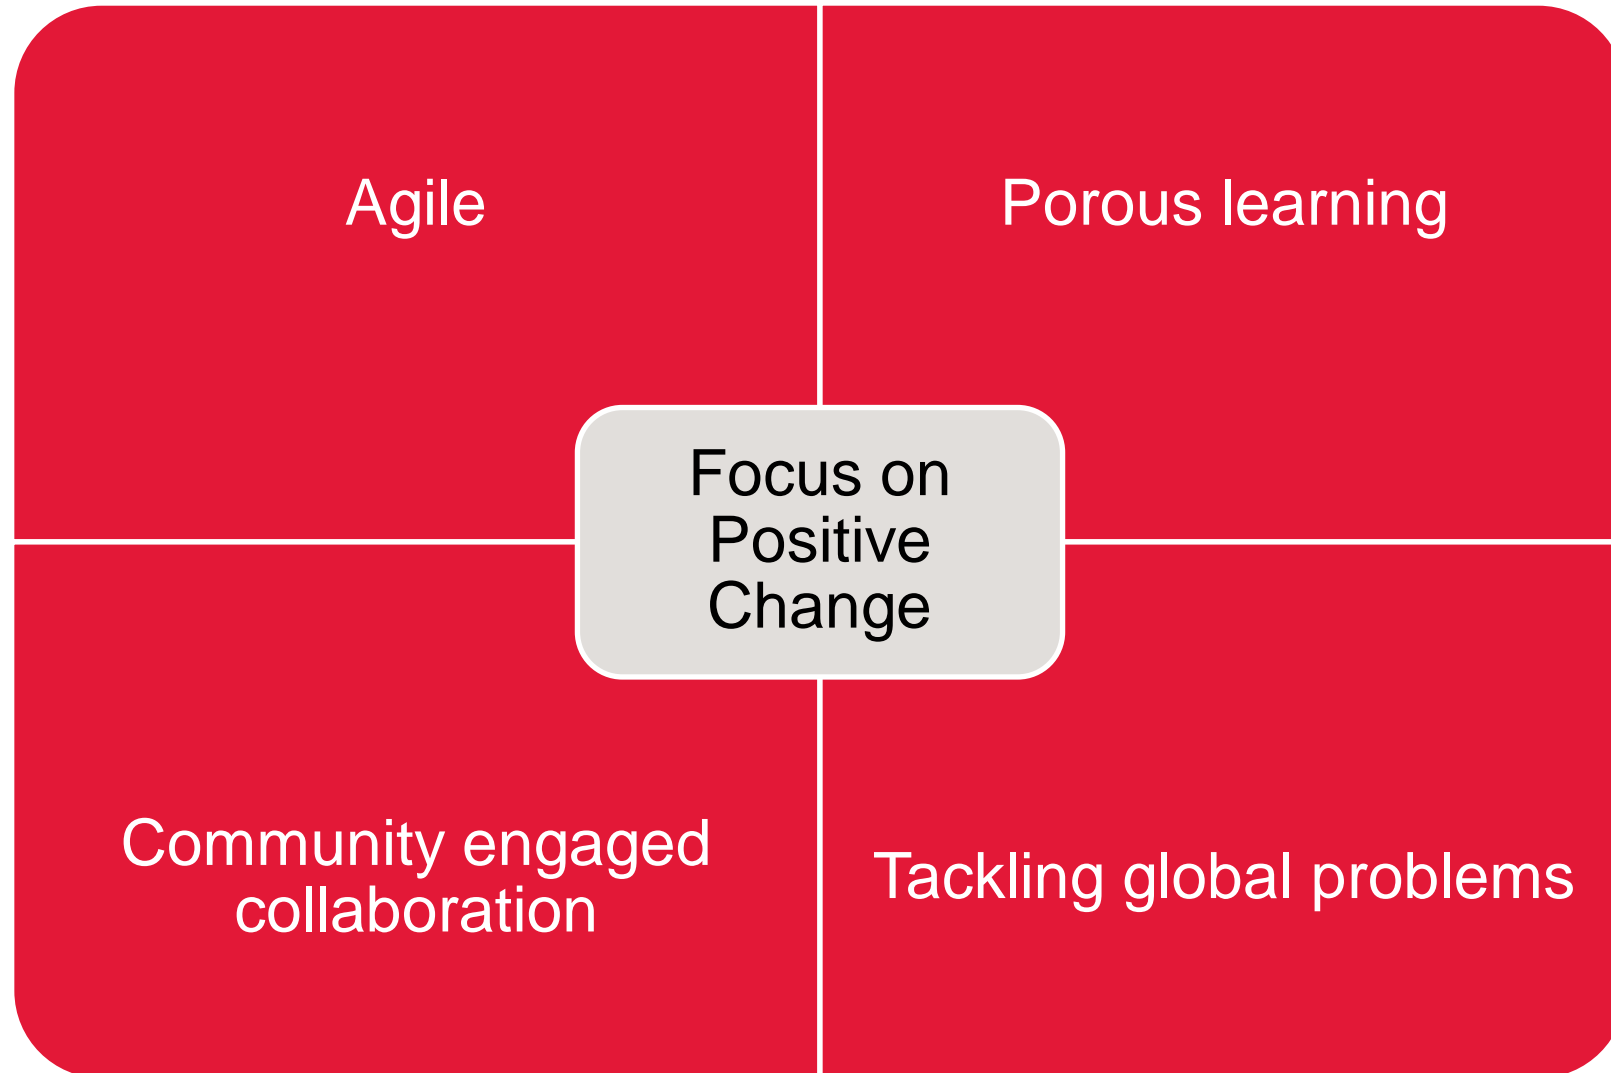 Agile
Porous learning
Focus on
Positive
Change
Community engaged
collaboration
Tackling global problems